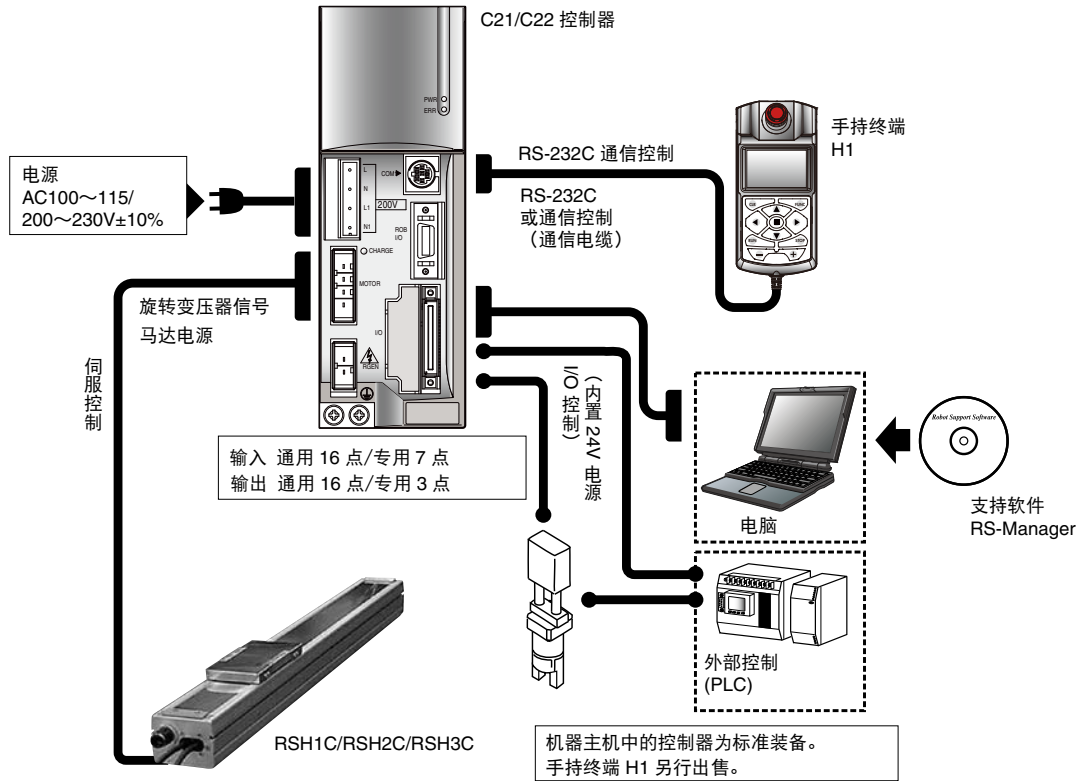 C21/C22 控制器
PWR
ERR
手持终端
H1
RS-232C 通信控制
RS-232C
或通信控制
（通信电缆）
电源
AC100～115/
200～230V±10%
L
N
L1
N1
200V
COM
ROB
I/O
CHARGE
MOTOR
I/O
RGEN
旋转变压器信号
马达电源
伺服控制
（内置 24V 电源
I/O 控制）
输入 通用 16 点/专用 7 点
输出 通用 16 点/专用 3 点
Robot Support Software
支持软件
RS-Manager
电脑
外部控制
(PLC)
RSH1C/RSH2C/RSH3C
机器主机中的控制器为标准装备。
手持终端 H1 另行出售。